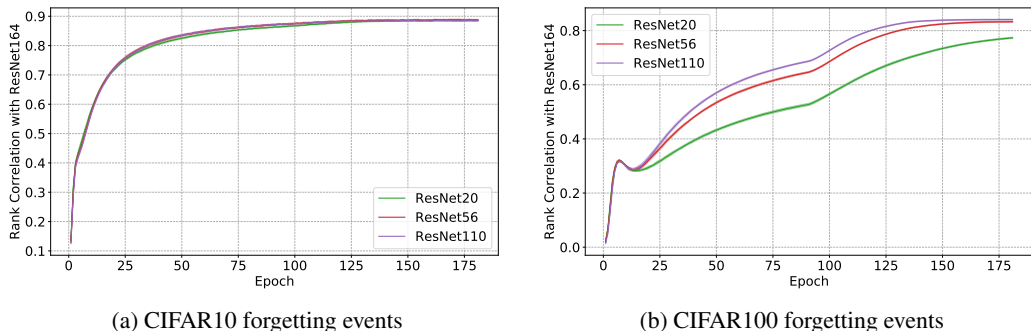 Rank Correlation with ResNet164
0.9
0.8
0.7
0.6
0.5
0.4
0.3
0.2
0.1
0 25 50 75 100 125 150 175
Epoch
ResNet20
ResNet56
ResNet110
(a) CIFAR10 forgetting events
Rank Correlation with ResNet164
0.8
0.6
0.4
0.2
0.0
0 25 50 75 100 125 150 175
Epoch
ResNet20
ResNet56
ResNet110
(b) CIFAR100 forgetting events